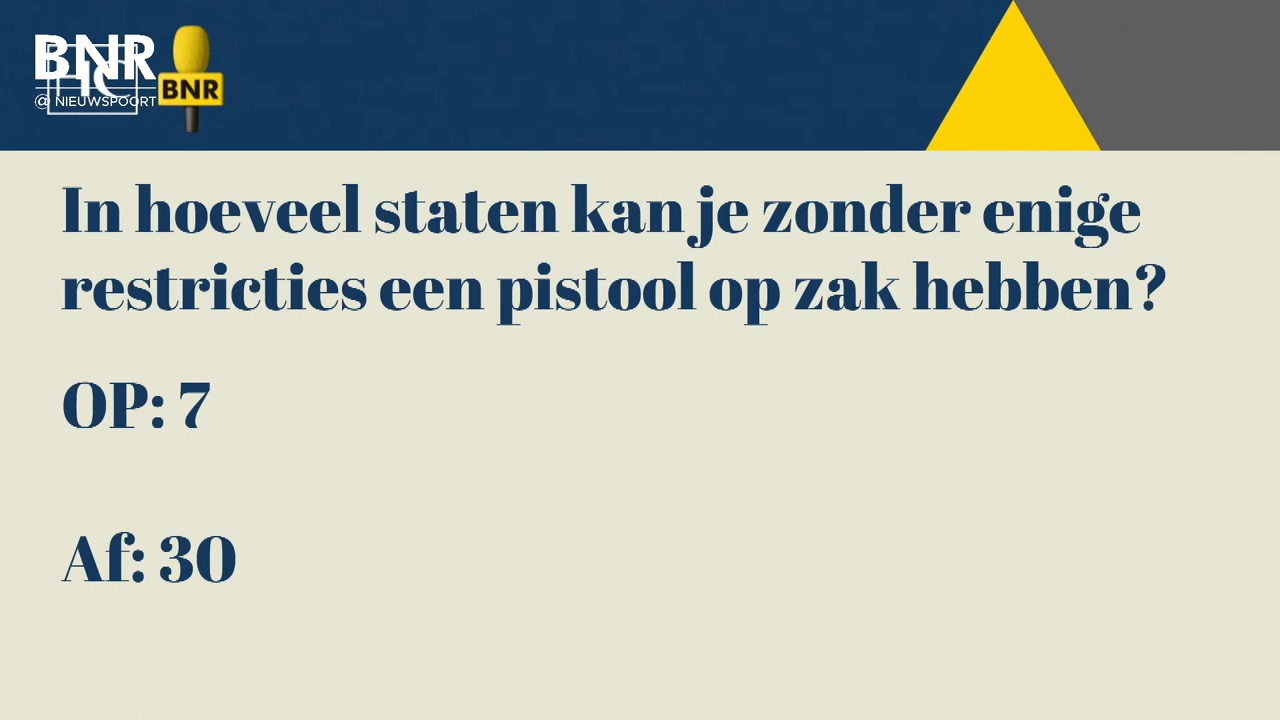 BNR
@ NIEUWSPOORT
BNR
In hoeveel staten kan je zonder enige
restricties een pistool op zak hebben?
OP: 7
Af: 30